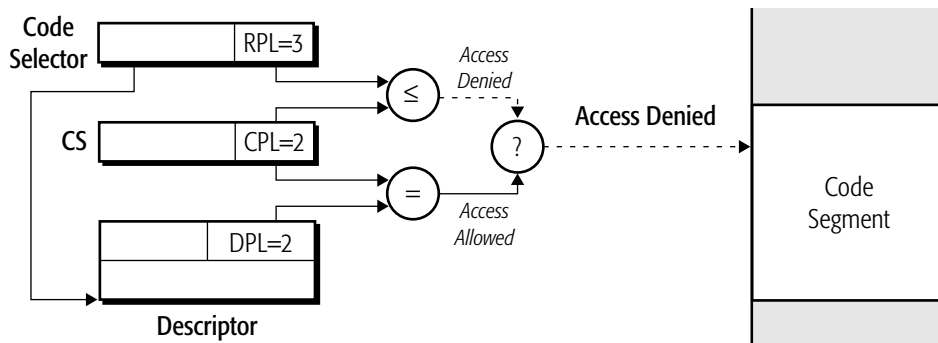 Code
Selector
RPL=3
Access
Denied
≤
CS
CPL=2
?
Access Denied
=
Access
Allowed
DPL=2
Code
Segment
Descriptor